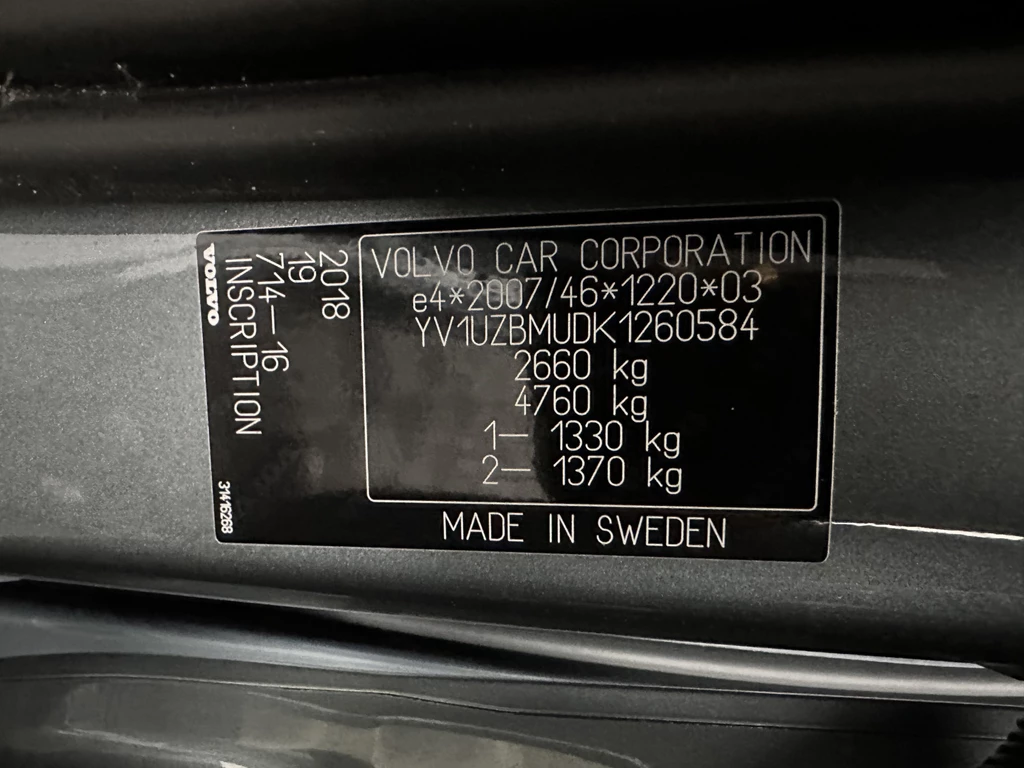 VOLVO CAR CORPORATION
e4*2007/46*1220*03
YV1UZBMUDK1260584
2660 kg
4760 kg
1— 1330 kg
2— 1370 kg
MADE IN SWEDEN
2018
19
714—16
INSCRIPTION
VOLVO
31416268